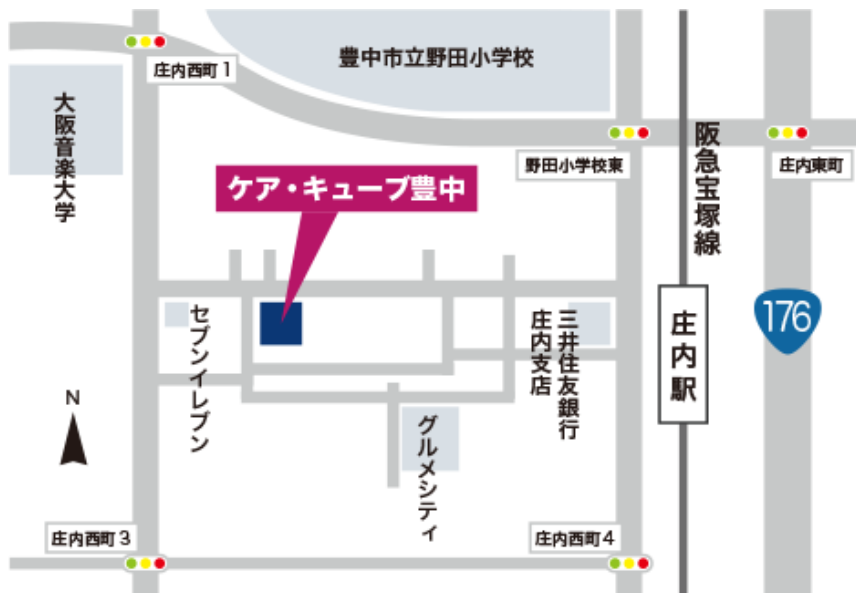 豊中市立野田小学校
庄内西町1
大阪音楽大学
野田小学校東
阪急宝塚線
庄内東町
ケア・キューブ豊中
セブンイレブン
三井住友銀行
庄内支店
庄内駅
176
N
グルメシティ
庄内西町3
庄内西町4